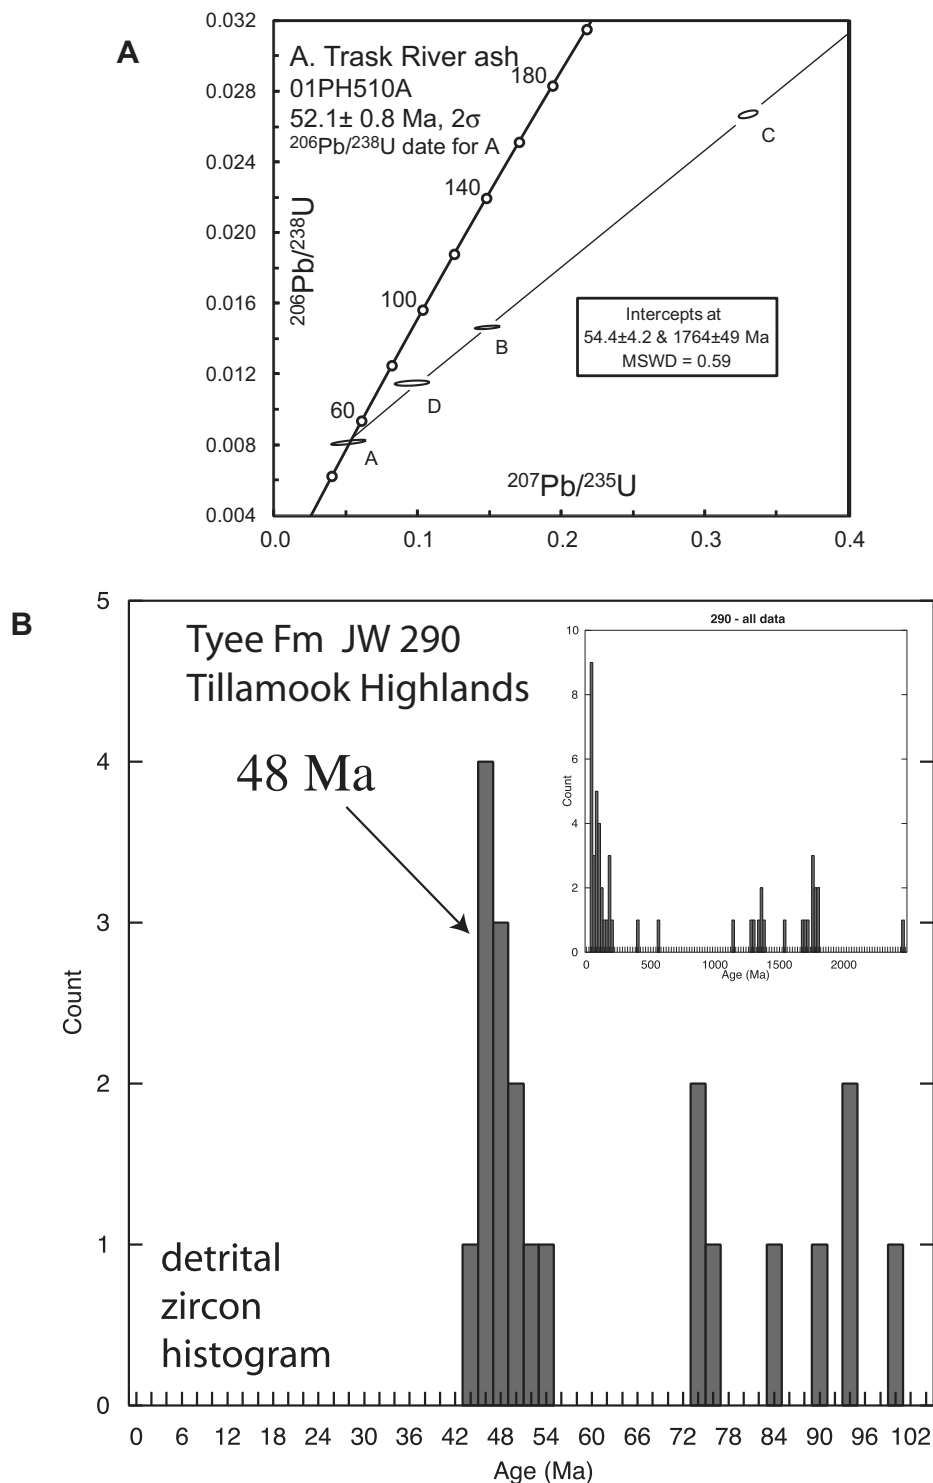 A
A. Trask River ash
01PH510A
52.1± 0.8 Ma, 2σ
206Pb/238U date for A
0.032
0.028
0.024
0.020
0.016
0.012
0.008
0.004
206Pb/238U
180
140
100
60
C
B
D
A
Intercepts at
54.4±4.2 & 1764±49 Ma
MSWD = 0.59
207Pb/235U
0.0 0.1 0.2 0.3 0.4
B
Tyee Fm JW 290
Tillamook Highlands
48 Ma
detrital
zircon
histogram
5
4
3
2
1
0
Count
0 6 12 18 24 30 36 42 48 54 60 66 72 78 84 90 96 102
Age (Ma)
290 - all data
10
8
6
4
2
0
Count
0 500 1000 1500 2000
Age (Ma)